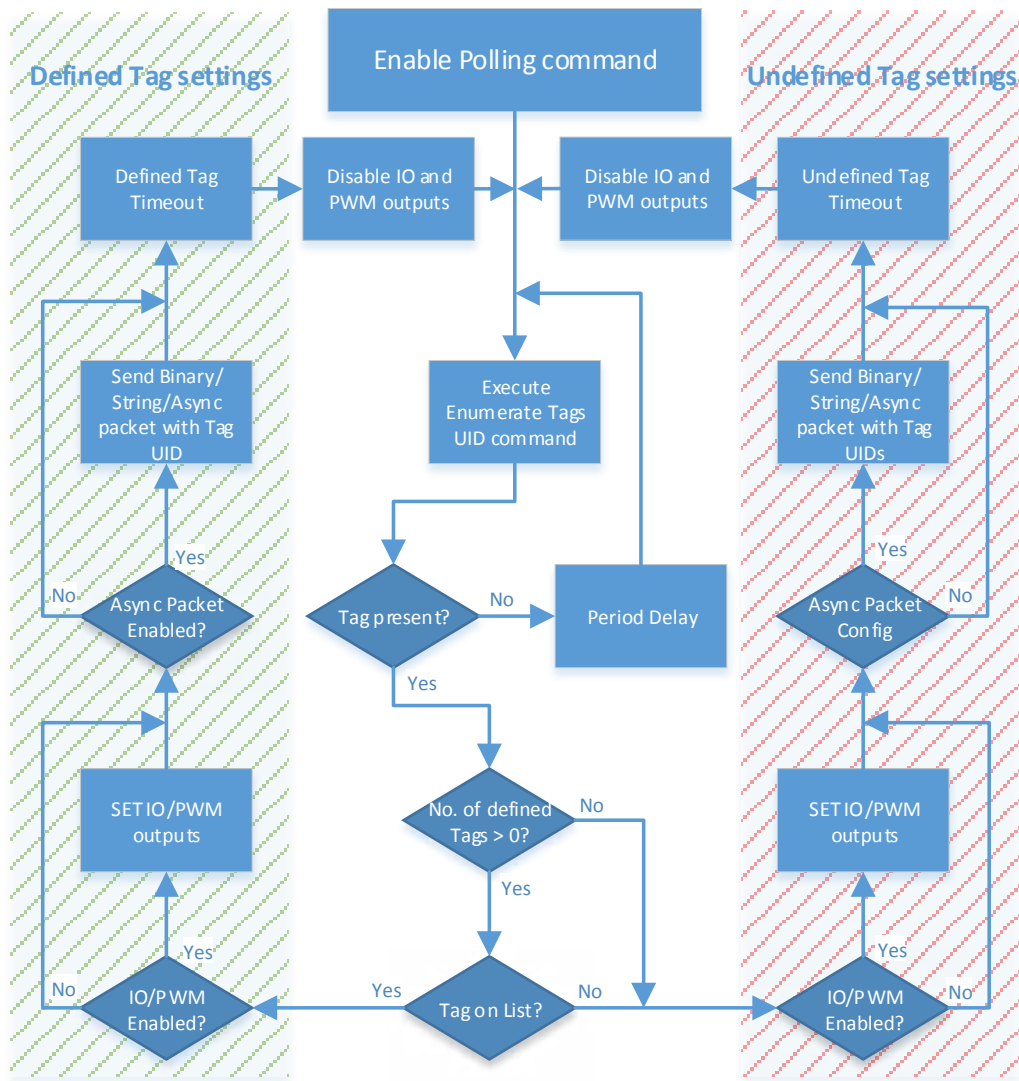 Enable Polling command
Defined Tag settings
Undefined Tag settings
Defined Tag
Timeout
Disable IO and
PWM outputs
Disable IO and
PWM outputs
Undefined Tag
Timeout
Send Binary/
String/Async
packet with Tag
UID
Execute
Enumerate Tags
UID command
Send Binary/
String/Async
packet with Tag
UIDs
Yes
No
Async Packet
Enabled?
Tag present?
No
Period Delay
Yes
Yes
No
Async Packet
Config
SET IO/PWM
outputs
No. of defined
Tags > 0?
No
Yes
SET IO/PWM
outputs
Yes
No
IO/PWM
Enabled?
Yes
Tag on List?
No
Yes
No
IO/PWM
Enabled?